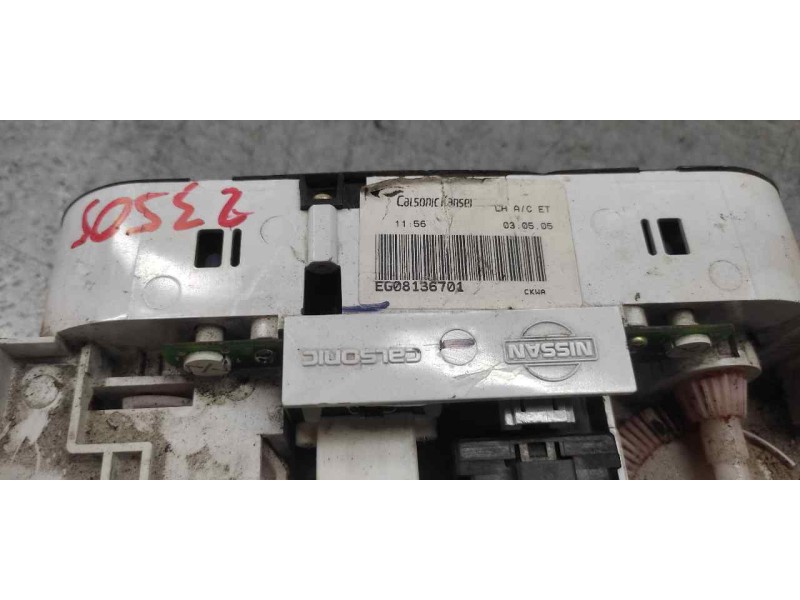 23505
Calsonic Kansei LH A/C ET
11:56 03.05.05
EG08136701
CKWA
CALSONIC NISSAN